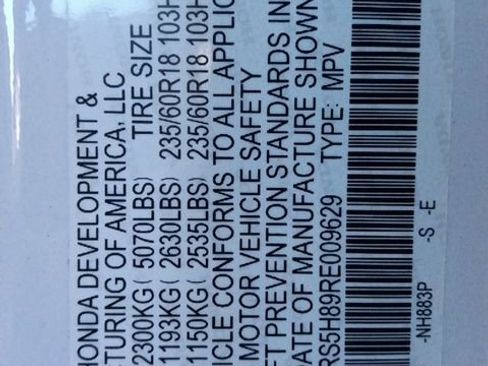 HONDA DEVELOPMENT &
TURING OF AMERICA, LLC
TIRE SIZE
2300KG( 5070LBS)
1193KG( 2630LBS) 235/60R18 103H
1150KG( 2535LBS) 235/60R18 103H
ICLE CONFORMS TO ALL APPLIC
MOTOR VEHICLE SAFETY
FT PREVENTION STANDARDS IN
DATE OF MANUFACTURE SHOWN
RS5H89RE009629 TYPE: MPV
-NH883P -S -E